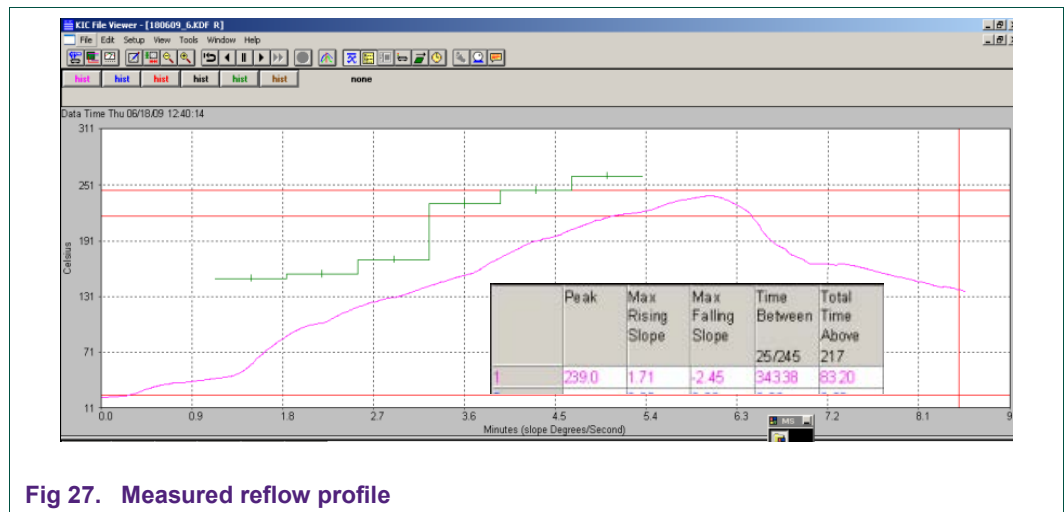 KIC File Viewer - [180609_6.KDF R]
File Edit Setup View Tools Window Help
hist hist hist hist hist hist none
Data Time Thu 06/18/09 12:40:14
311
251
191
131
71
11
Celsius
0.0 0.9 1.8 2.7 3.6 4.5 5.4 6.3 7.2 8.1 9
Minutes (slope Degrees/Second)
Peak Max Rising Slope Max Falling Slope Time Between 25/245 Total Time Above 217
1 239.0 1.71 -2.45 343.38 83.20
MS
Fig 27. Measured reflow profile